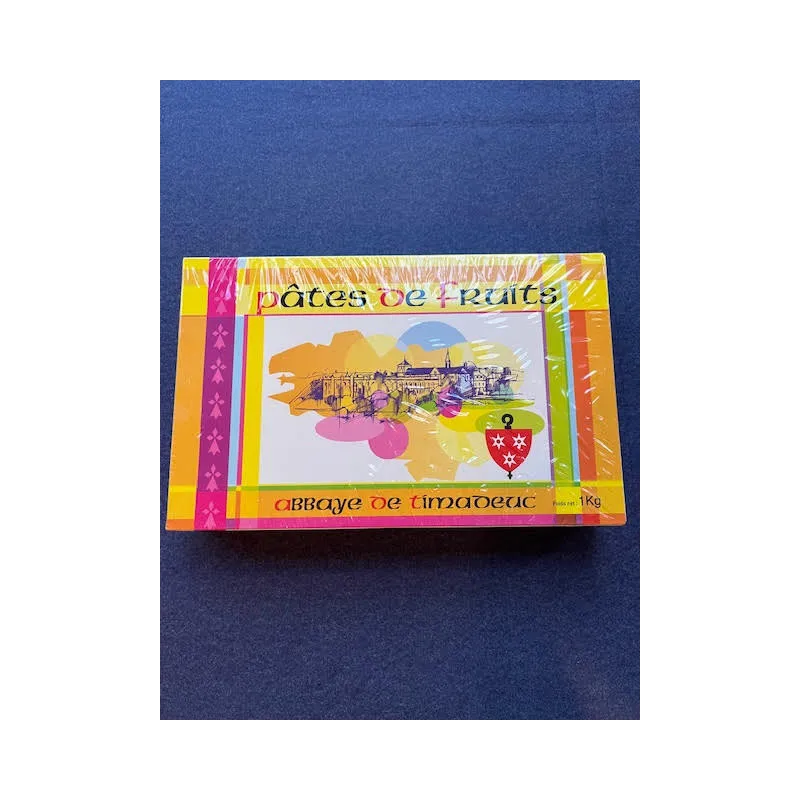 pâtes de fruits
abbaye de timadeuc
Poids net : 1Kg